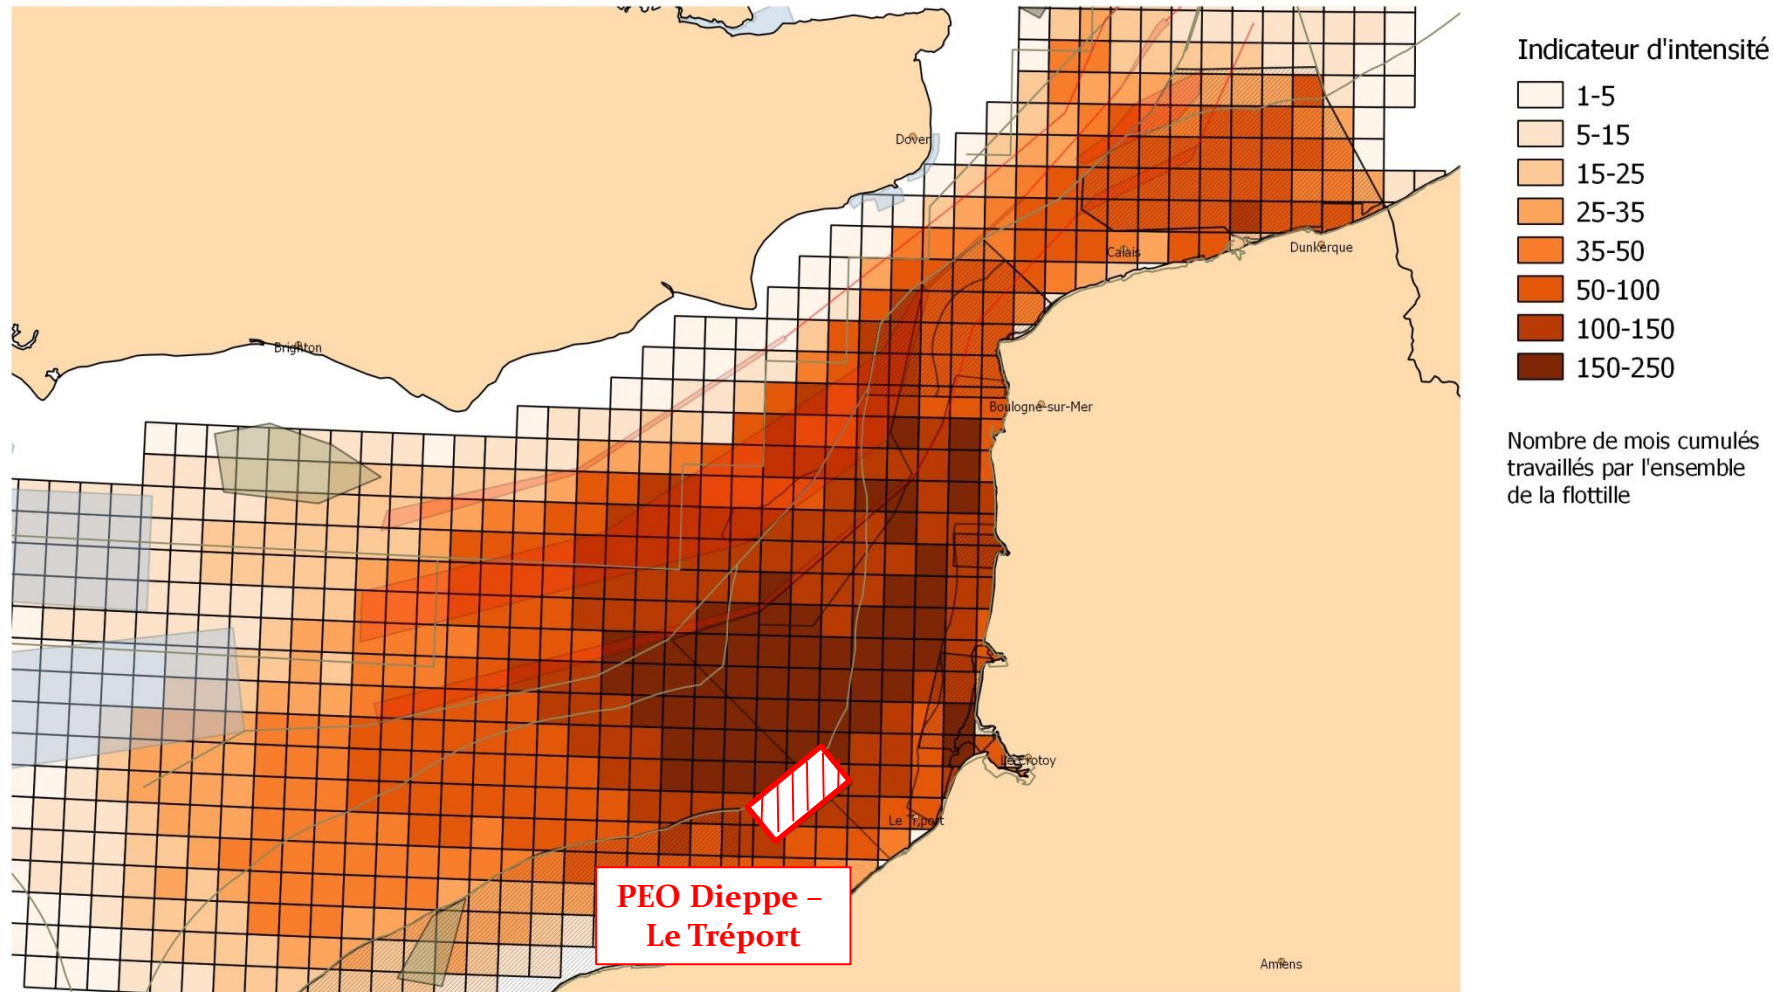 Indicateur d'intensité
1-5
5-15
15-25
25-35
35-50
50-100
100-150
150-250
Nombre de mois cumulés
travaillés par l'ensemble
de la flottille
Dover
Calais
Dunkerque
Brighton
Boulogne-sur-Mer
Le Crotoy
Le Tréport
PEO Dieppe –
Le Tréport
Amiens